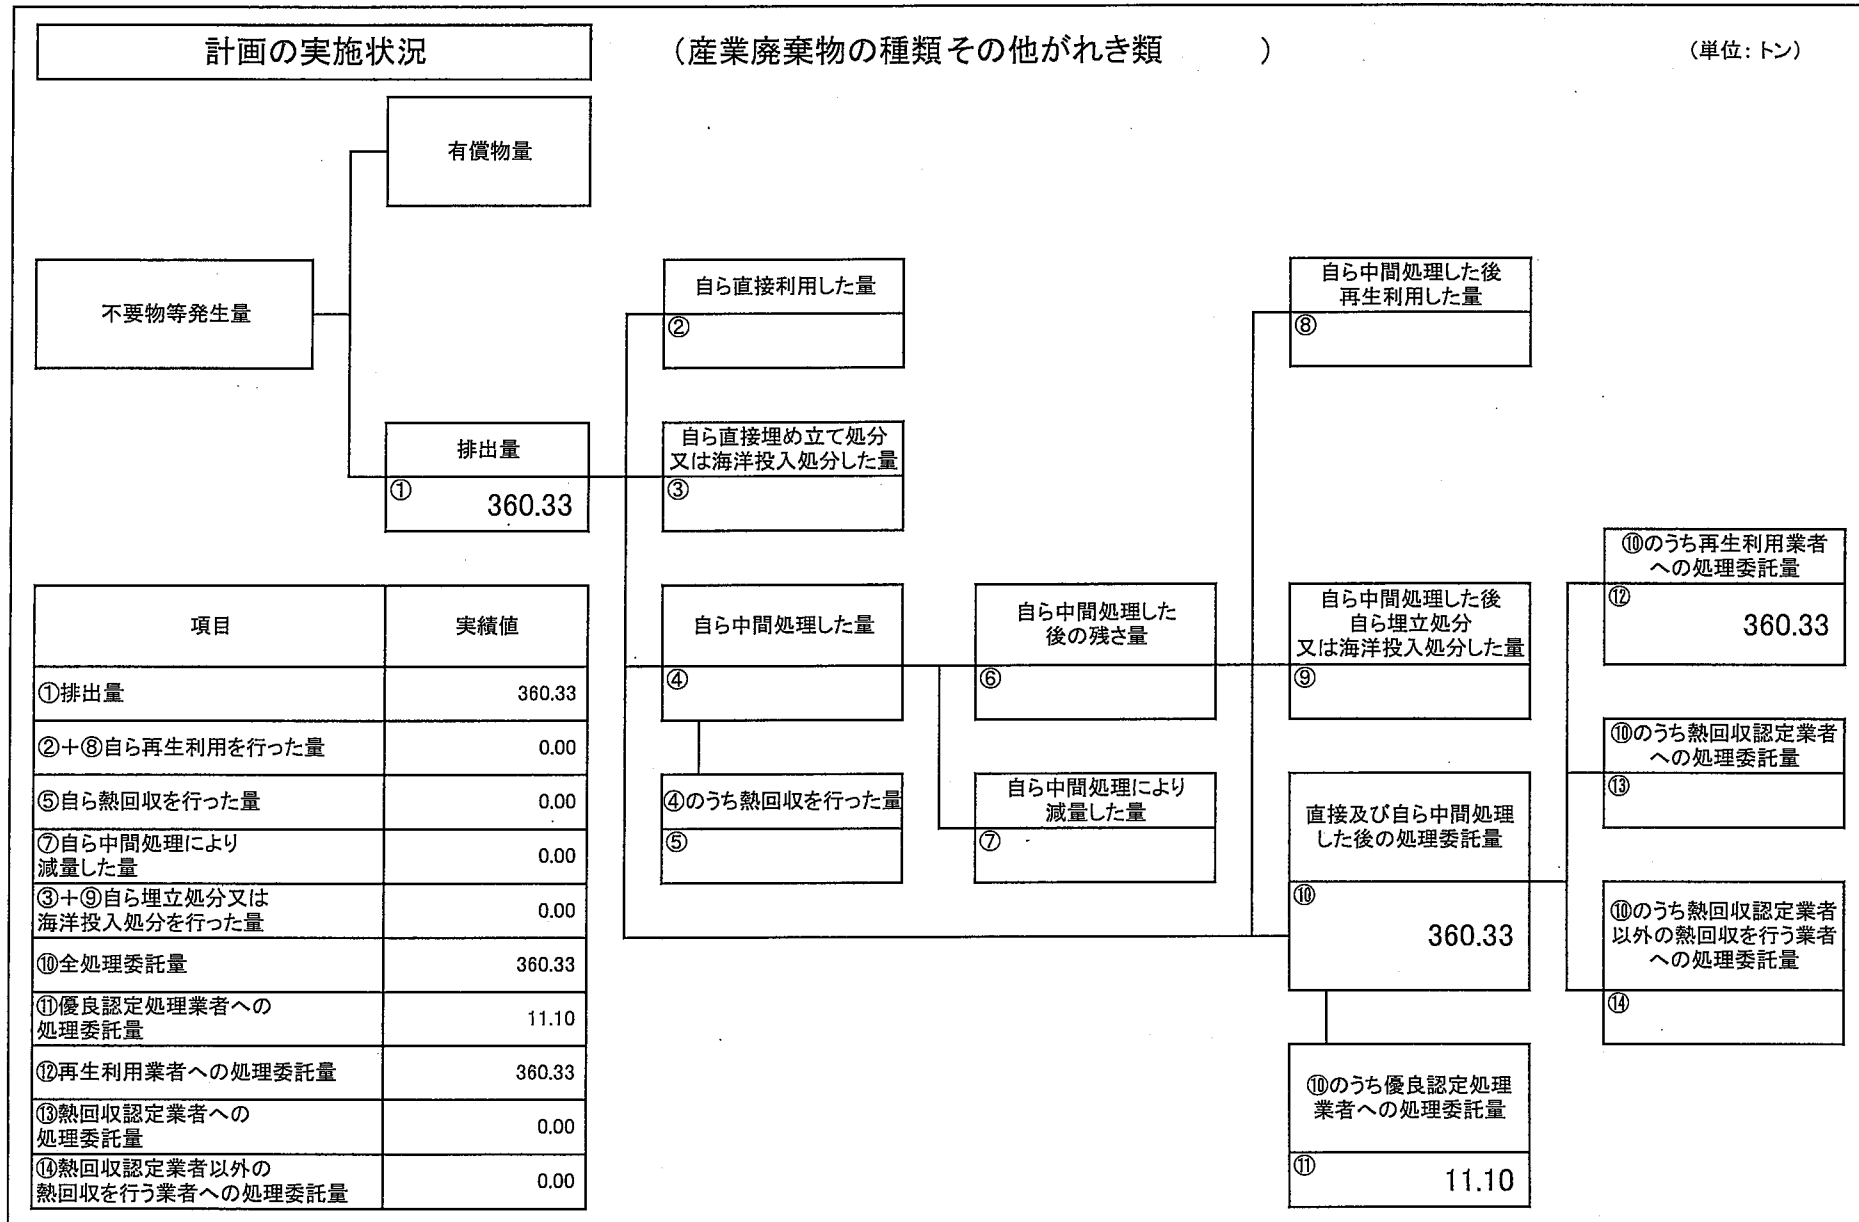 計画の実施状況
（産業廃棄物の種類その他がれき類　　　）
（単位：トン）
有償物量
不要物等発生量
排出量
①
360.33
自ら直接利用した量
②
自ら直接埋め立て処分
又は海洋投入処分した量
③
自ら中間処理した量
④
④のうち熱回収を行った量
⑤
自ら中間処理した
後の残さ量
⑥
自ら中間処理により
減量した量
⑦
自ら中間処理した後
再生利用した量
⑧
自ら中間処理した後
自ら埋立処分
又は海洋投入処分した量
⑨
直接及び自ら中間処理
した後の処理委託量
⑩
360.33
⑩のうち優良認定処理
業者への処理委託量
⑪
11.10
⑩のうち再生利用業者
への処理委託量
⑫
360.33
⑩のうち熱回収認定業者
への処理委託量
⑬
⑩のうち熱回収認定業者
以外の熱回収を行う業者
への処理委託量
⑭
項目 実績値
①排出量 360.33
②＋⑧自ら再生利用を行った量 0.00
⑤自ら熱回収を行った量 0.00
⑦自ら中間処理により
減量した量 0.00
③＋⑨自ら埋立処分又は
海洋投入処分を行った量 0.00
⑩全処理委託量 360.33
⑪優良認定処理業者への
処理委託量 11.10
⑫再生利用業者への処理委託量 360.33
⑬熱回収認定業者への
処理委託量 0.00
⑭熱回収認定業者以外の
熱回収を行う業者への処理委託量 0.00